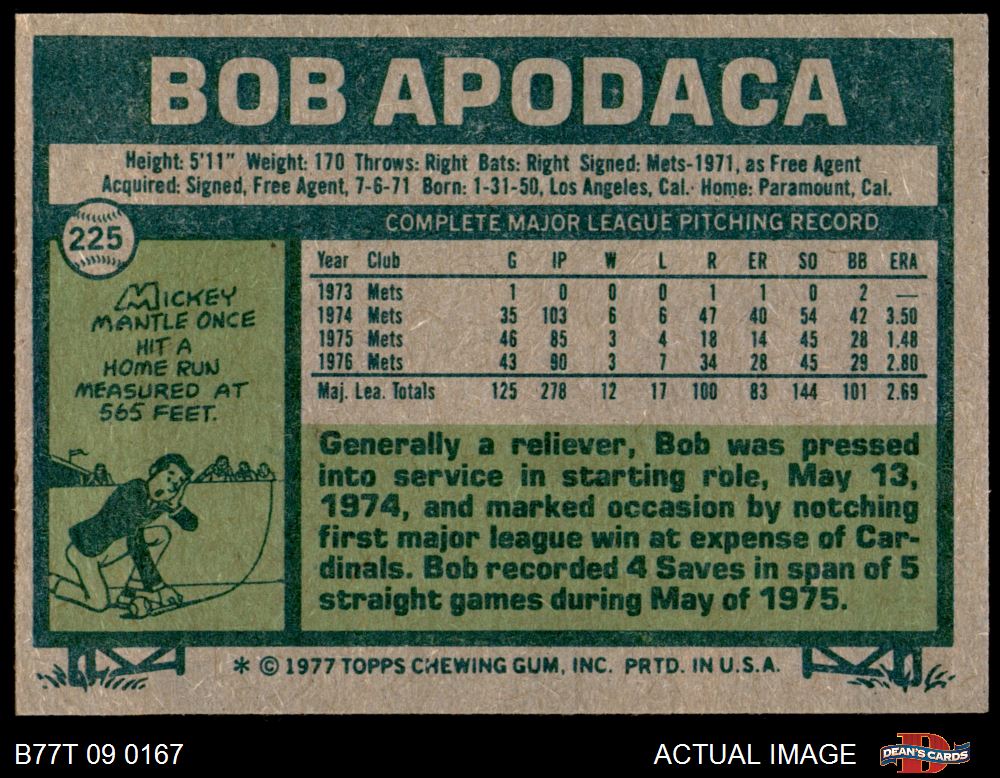 BOB APODACA
Height: 5'11" Weight: 170 Throws: Right Bats: Right Signed: Mets-1971, as Free Agent
Acquired: Signed, Free Agent, 7-6-71 Born: 1-31-50, Los Angeles, Cal. Home: Paramount, Cal.
225
COMPLETE MAJOR LEAGUE PITCHING RECORD
Year Club G IP W L R ER SO BB ERA
1973 Mets 1 0 0 0 1 1 0 2 —
1974 Mets 35 103 6 6 47 40 54 42 3.50
1975 Mets 46 85 3 4 18 14 45 28 1.48
1976 Mets 43 90 3 7 34 28 45 29 2.80
Maj. Lea. Totals 125 278 12 17 100 83 144 101 2.69
MICKEY
MANTLE ONCE
HIT A
HOME RUN
MEASURED AT
565 FEET.
Generally a reliever, Bob was pressed
into service in starting role, May 13,
1974, and marked occasion by notching
first major league win at expense of Car-
dinals. Bob recorded 4 Saves in span of 5
straight games during May of 1975.
* © 1977 TOPPS CHEWING GUM, INC. PRTD. IN U.S.A.
B77T 09 0167
ACTUAL IMAGE
D
DEAN'S CARDS